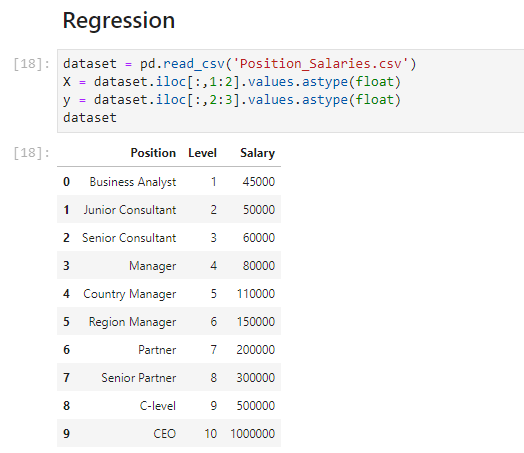 Regression
[18]: dataset = pd.read_csv('Position_Salaries.csv')
X = dataset.iloc[:,1:2].values.astype(float)
y = dataset.iloc[:,2:3].values.astype(float)
dataset
[18]: Position Level Salary
0 Business Analyst 1 45000
1 Junior Consultant 2 50000
2 Senior Consultant 3 60000
3 Manager 4 80000
4 Country Manager 5 110000
5 Region Manager 6 150000
6 Partner 7 200000
7 Senior Partner 8 300000
8 C-level 9 500000
9 CEO 10 1000000